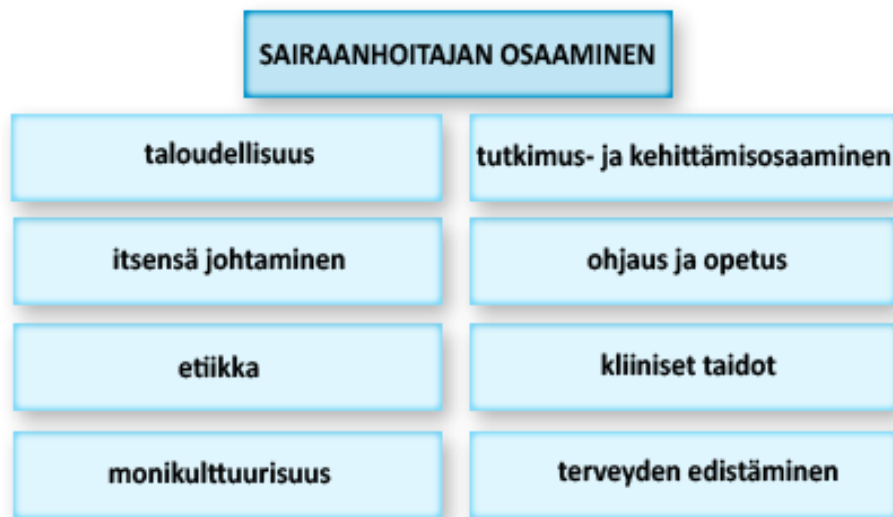 SAIRAANHOITAJAN OSAAMINEN
taloudellisuus
tutkimus- ja kehittämisosaaminen
itsensä johtaminen
ohjaus ja opetus
etiikka
kliiniset taidot
monikulttuurisuus
terveyden edistäminen